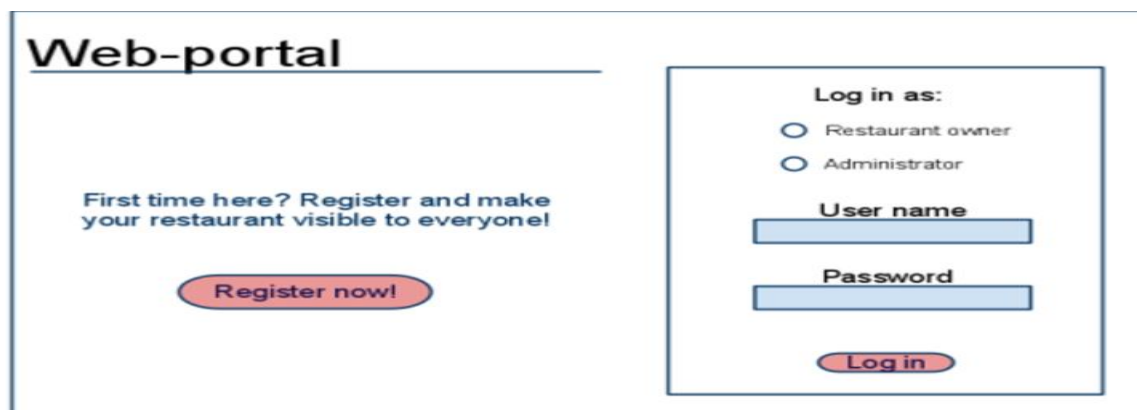 Web-portal
First time here? Register and make
your restaurant visible to everyone!
Register now!
Log in as:
Restaurant owner
Administrator
User name
Password
Log in